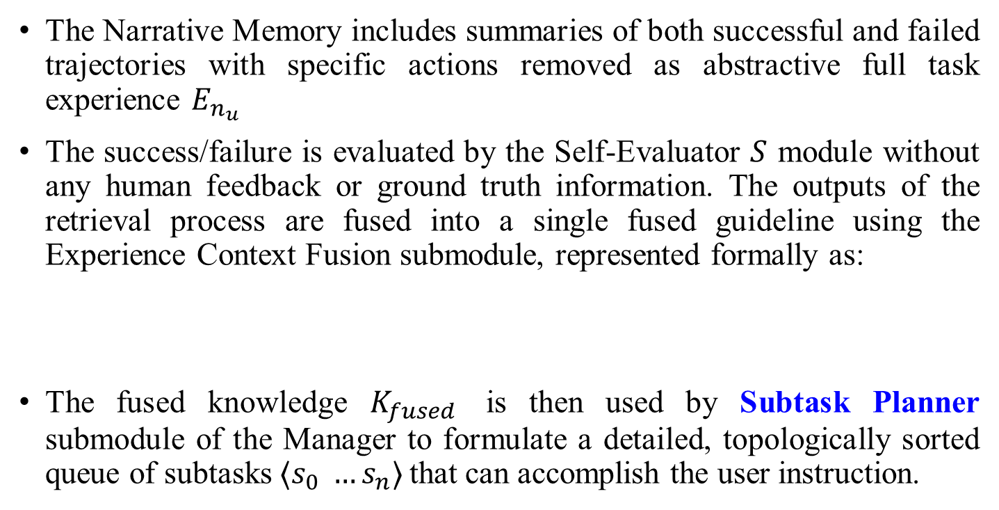 • The Narrative Memory includes summaries of both successful and failed
trajectories with specific actions removed as abstractive full task
experience $E_{n_u}$
• The success/failure is evaluated by the Self-Evaluator $S$ module without
any human feedback or ground truth information. The outputs of the
retrieval process are fused into a single fused guideline using the
Experience Context Fusion submodule, represented formally as:
• The fused knowledge $K_{fused}$ is then used by Subtask Planner
submodule of the Manager to formulate a detailed, topologically sorted
queue of subtasks $\langle s_0 \ldots s_n \rangle$ that can accomplish the user instruction.